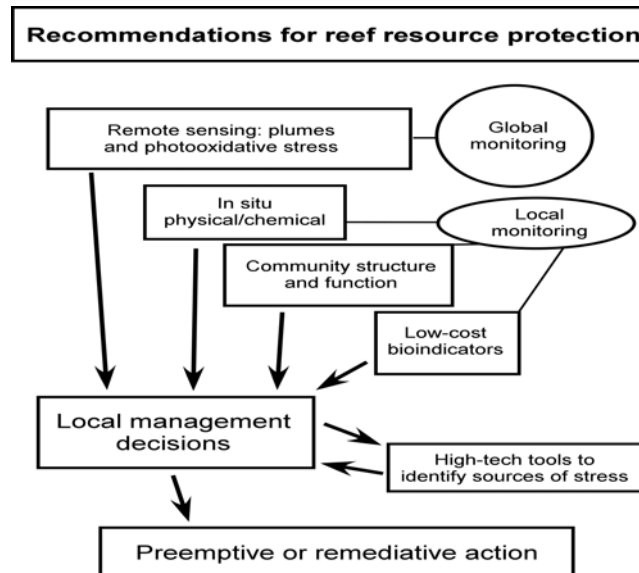 Recommendations for reef resource protection
Remote sensing: plumes
and photooxidative stress
Global
monitoring
In situ
physical/chemical
Local
monitoring
Community structure
and function
Low-cost
bioindicators
Local management
decisions
High-tech tools to
identify sources of stress
Preemptive or remediative action